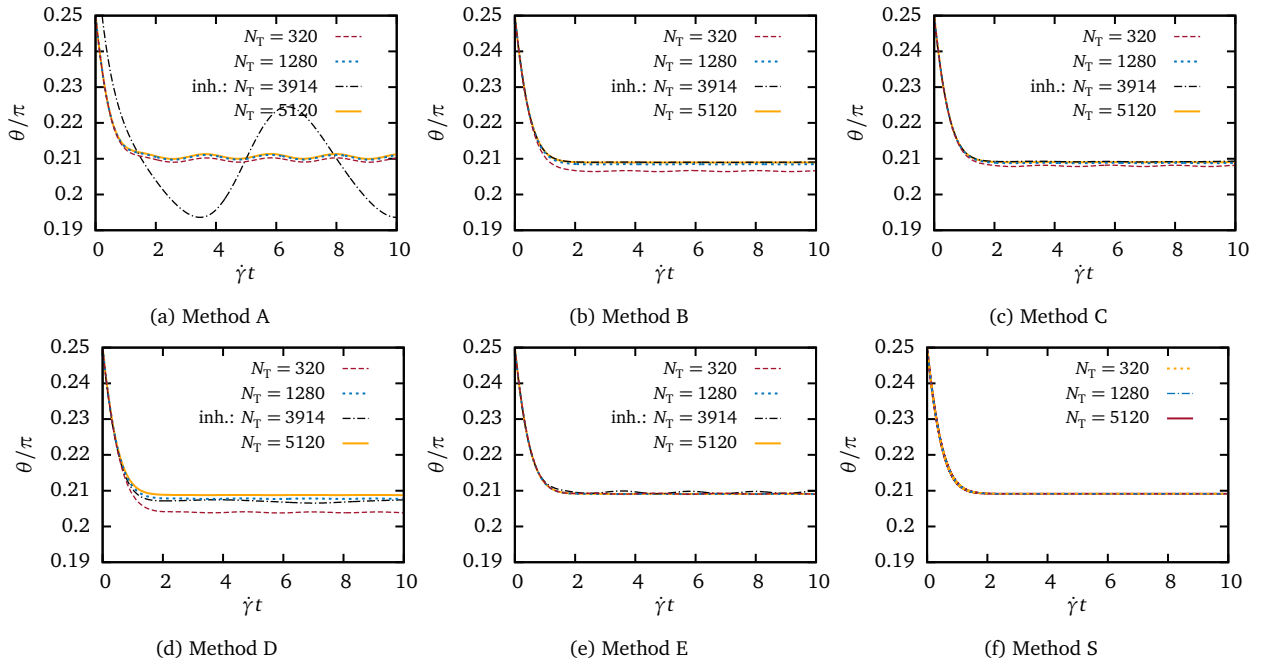 0.25
0.24
0.23
0.22
0.21
0.2
0.19
θ/π
0 2 4 6 8 10
γ̇ t
N_T = 320
N_T = 1280
inh.: N_T = 3914
N_T = 5120
(a) Method A
0.25
0.24
0.23
0.22
0.21
0.2
0.19
θ/π
0 2 4 6 8 10
γ̇ t
N_T = 320
N_T = 1280
inh.: N_T = 3914
N_T = 5120
(b) Method B
0.25
0.24
0.23
0.22
0.21
0.2
0.19
θ/π
0 2 4 6 8 10
γ̇ t
N_T = 320
N_T = 1280
inh.: N_T = 3914
N_T = 5120
(c) Method C
0.25
0.24
0.23
0.22
0.21
0.2
0.19
θ/π
0 2 4 6 8 10
γ̇ t
N_T = 320
N_T = 1280
inh.: N_T = 3914
N_T = 5120
(d) Method D
0.25
0.24
0.23
0.22
0.21
0.2
0.19
θ/π
0 2 4 6 8 10
γ̇ t
N_T = 320
N_T = 1280
inh.: N_T = 3914
N_T = 5120
(e) Method E
0.25
0.24
0.23
0.22
0.21
0.2
0.19
θ/π
0 2 4 6 8 10
γ̇ t
N_T = 320
N_T = 1280
N_T = 5120
(f) Method S